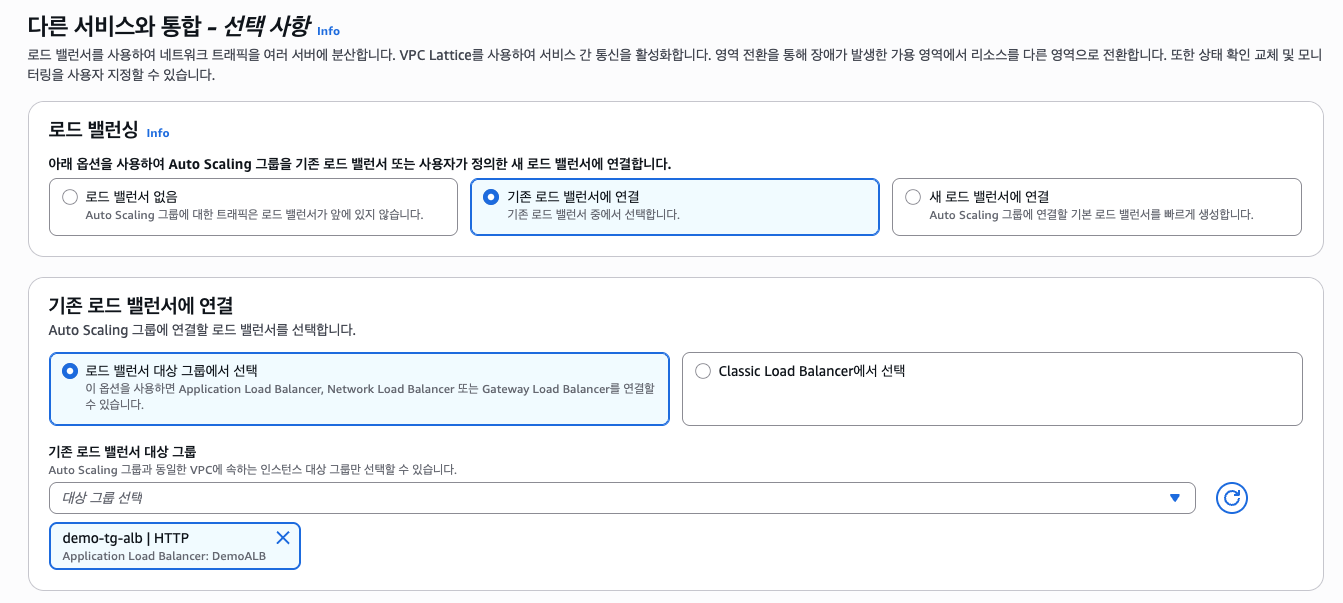 다른 서비스와 통합 - 선택 사항 Info
로드 밸런서를 사용하여 네트워크 트래픽을 여러 서버에 분산합니다. VPC Lattice를 사용하여 서비스 간 통신을 활성화합니다. 영역 전환을 통해 장애가 발생한 가용 영역에서 리소스를 다른 영역으로 전환합니다. 또한 상태 확인 교체 및 모니
터링을 사용자 지정할 수 있습니다.
로드 밸런싱 Info
아래 옵션을 사용하여 Auto Scaling 그룹을 기존 로드 밸런서 또는 사용자가 정의한 새 로드 밸런서에 연결합니다.
로드 밸런서 없음
Auto Scaling 그룹에 대한 트래픽은 로드 밸런서가 앞에 있지 않습니다.
기존 로드 밸런서에 연결
기존 로드 밸런서 중에서 선택합니다.
새 로드 밸런서에 연결
Auto Scaling 그룹에 연결할 기본 로드 밸런서를 빠르게 생성합니다.
기존 로드 밸런서에 연결
Auto Scaling 그룹에 연결할 로드 밸런서를 선택합니다.
로드 밸런서 대상 그룹에서 선택
이 옵션을 사용하면 Application Load Balancer, Network Load Balancer 또는 Gateway Load Balancer를 연결할
수 있습니다.
Classic Load Balancer에서 선택
기존 로드 밸런서 대상 그룹
Auto Scaling 그룹과 동일한 VPC에 속하는 인스턴스 대상 그룹만 선택할 수 있습니다.
대상 그룹 선택
demo-tg-alb | HTTP
Application Load Balancer: DemoALB